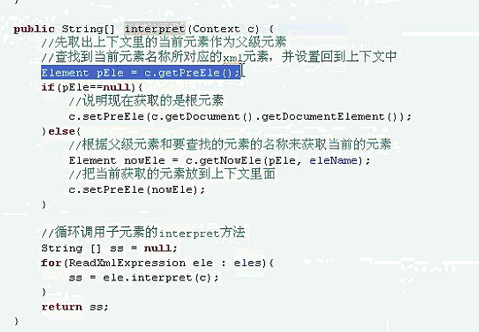 }
public String[] interpret(Context c) {
//先取出上下文里的当前元素作为父级元素
//查找到当前元素名称所对应的xml元素，并设置回到上下文中
Element pEle = c.getPreEle();
if(pEle==null){
//说明现在获取的是根元素
c.setPreEle(c.getDocument().getDocumentElement());
}else{
//根据父级元素和要查找的元素的名称来获取当前的元素
Element nowEle = c.getNowEle(pEle, eleName);
//把当前获取的元素放到上下文里面
c.setPreEle(nowEle);
}
//循环调用子元素的interpret方法
String [] ss = null;
for(ReadXmlExpression ele : eles){
ss = ele.interpret(c);
}
return ss;
}